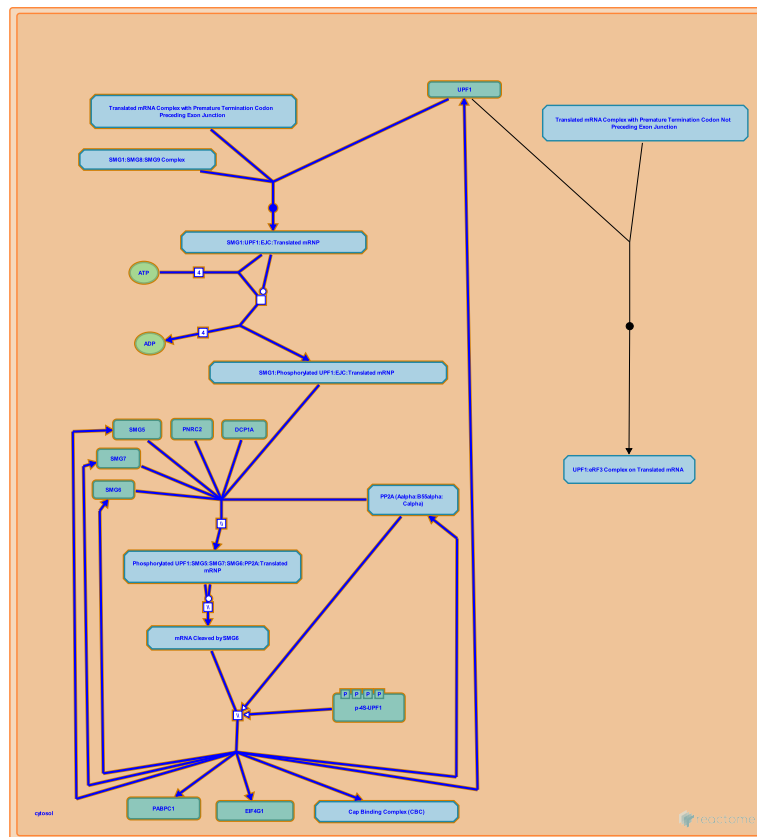 UPF1
Translated mRNA Complex with Premature Termination Codon
Preceding Exon Junction
Translated mRNA Complex with Premature Termination Codon Not
Preceding Exon Junction
SMG1:SMG8:SMG9 Complex
SMG1:UPF1:EJC:Translated mRNP
ATP
4
4
ADP
SMG1:Phosphorylated UPF1:EJC:Translated mRNP
SMG5
PNRC2
DCP1A
SMG7
SMG6
UPF1:eRF3 Complex on Translated mRNA
PP2A (Aalpha:B55alpha:
Calpha)
\\
Phosphorylated UPF1:SMG5:SMG7:SMG6:PP2A:Translated
mRNP
\\
mRNA Cleaved by SMG6
P P P P
p-4S-UPF1
\\
PABPC1
EIF4G1
Cap Binding Complex (CBC)
cytosol
reactome